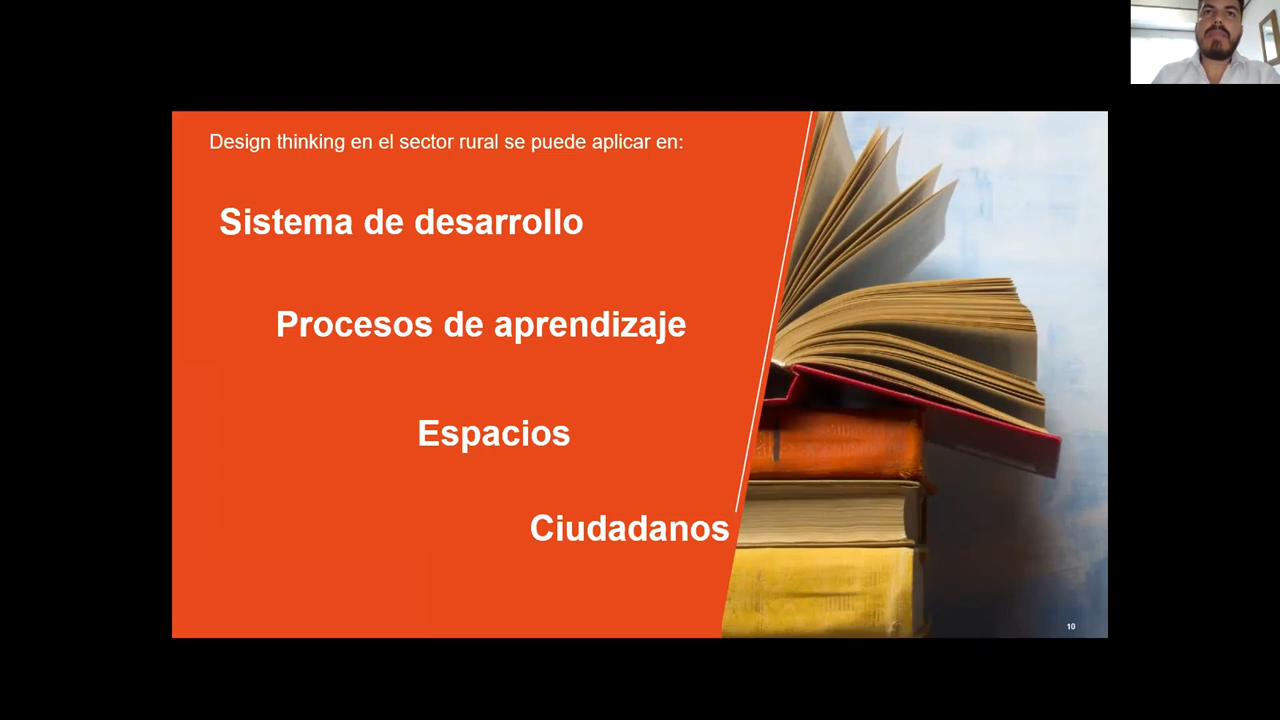 Design thinking en el sector rural se puede aplicar en:
Sistema de desarrollo
Procesos de aprendizaje
Espacios
Ciudadanos
10